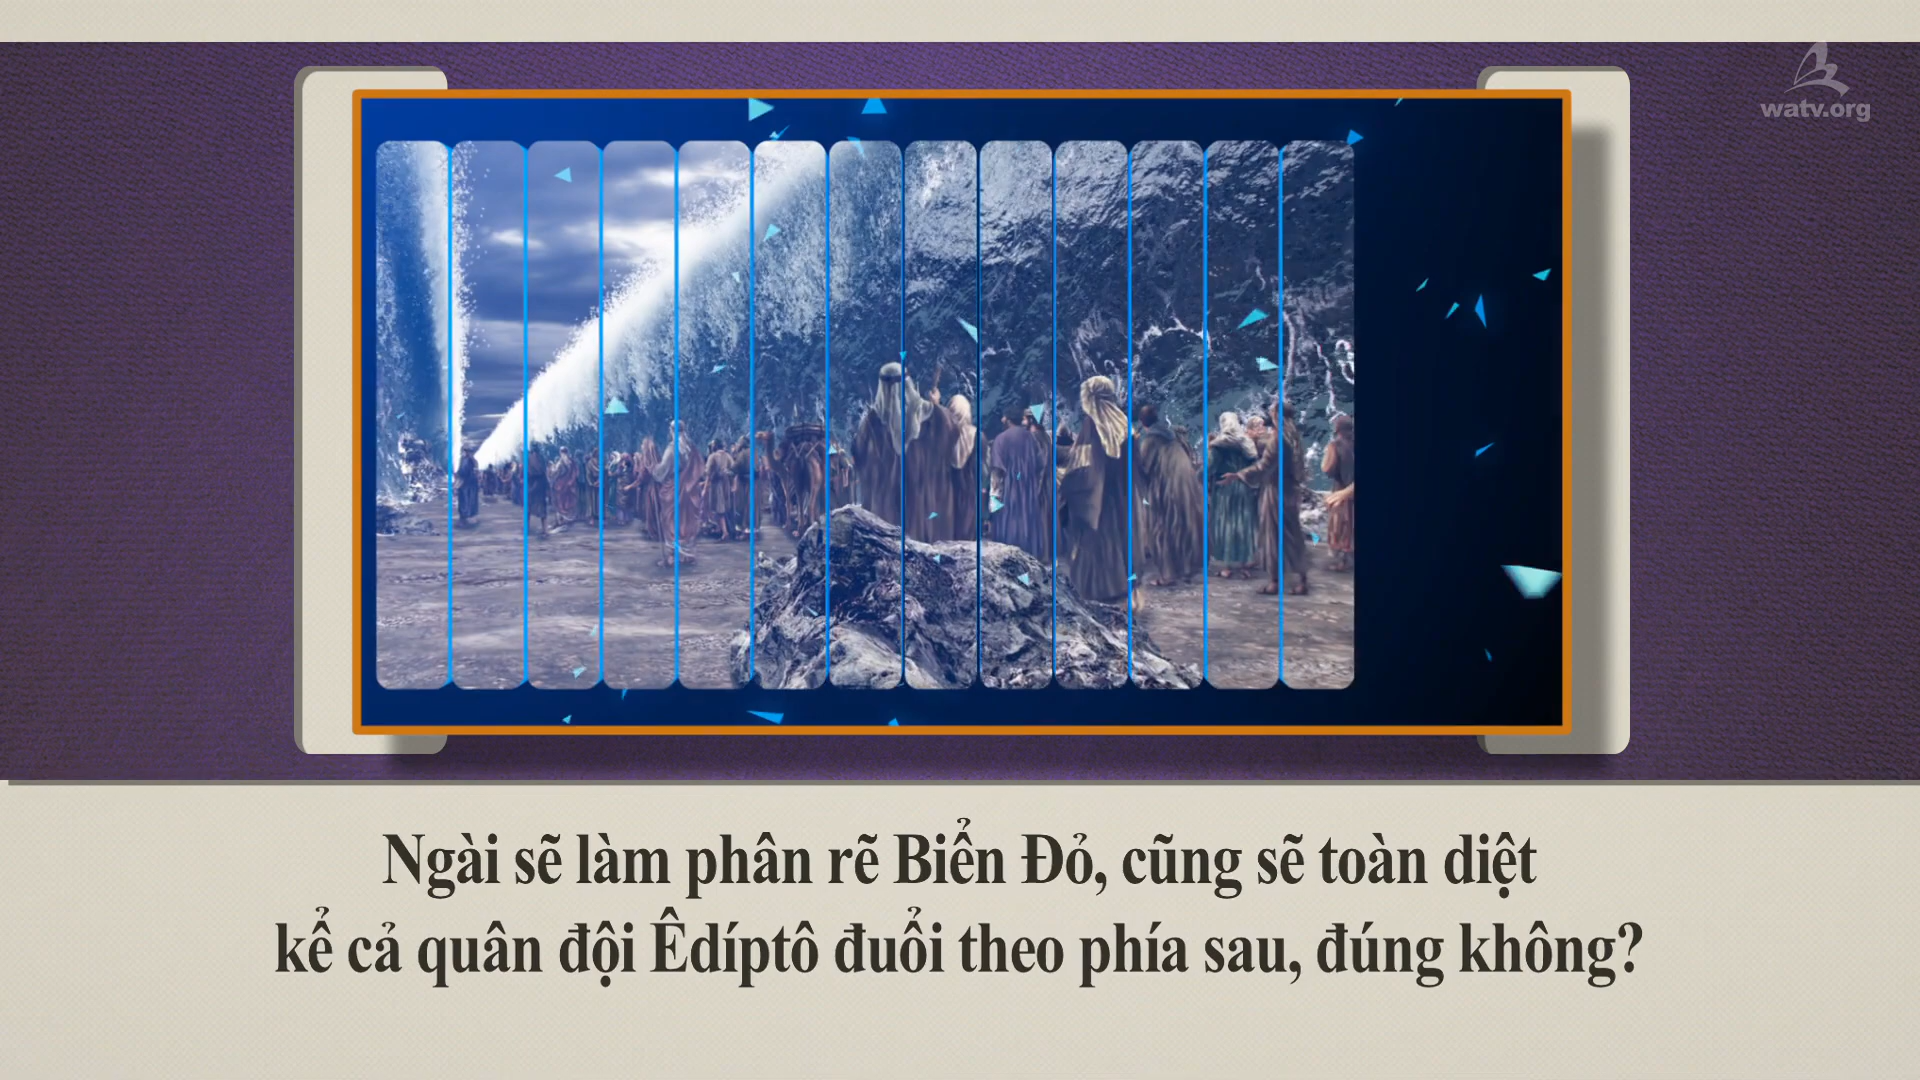 watv.org
Ngài sẽ làm phân rẽ Biển Đỏ, cũng sẽ toàn diệt
kể cả quân đội Êdíptô đuổi theo phía sau, đúng không?